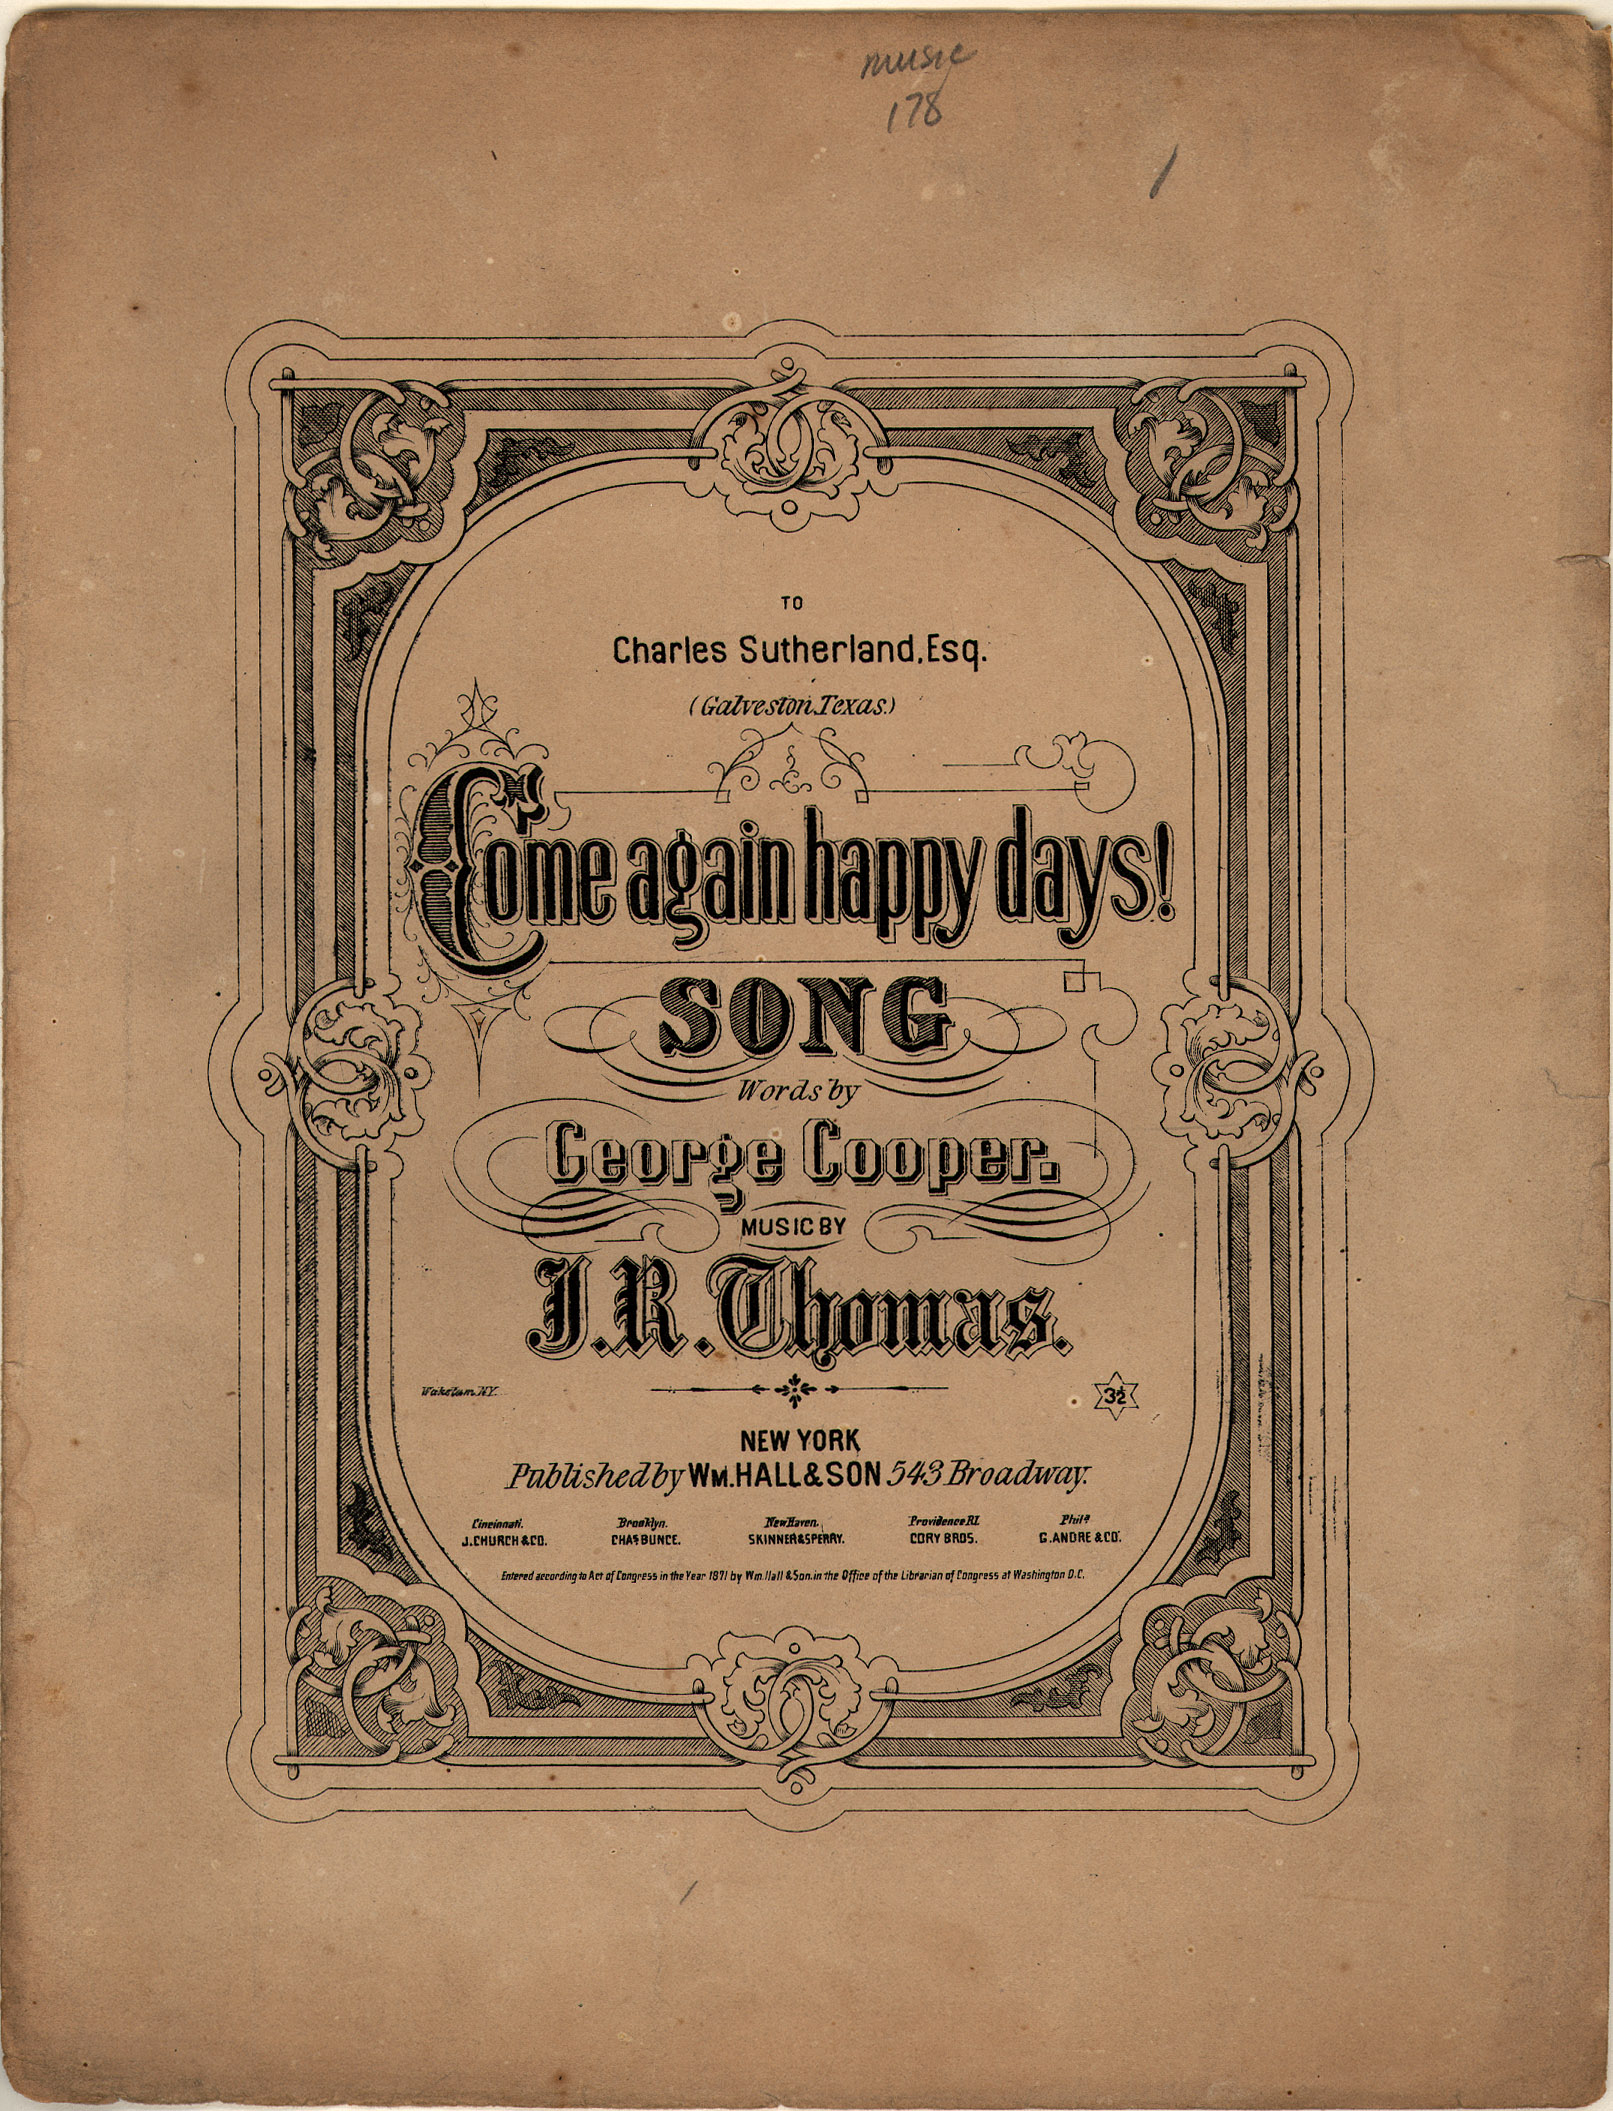 music
178
TO
Charles Sutherland, Esq.
(Galveston, Texas.)
Come again happy days!
SONG
Words by
George Cooper.
MUSIC BY
J. R. Thomas.
Wakelam. N.Y.
3½
NEW YORK
Published by WM. HALL & SON 543 Broadway.
Cincinnati. Brooklyn. New Haven. Providence R.I. Phila
J. CHURCH & CO. CHAS BUNCE. SKINNER & SPERRY. CORY BROS. G. ANDRE & CO.
Entered according to Act of Congress in the Year 1871 by Wm. Hall & Son. in the Office of the Librarian of Congress at Washington D.C.